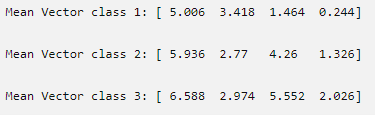 Mean Vector class 1: [ 5.006  3.418  1.464  0.244]
Mean Vector class 2: [ 5.936  2.77   4.26   1.326]
Mean Vector class 3: [ 6.588  2.974  5.552  2.026]